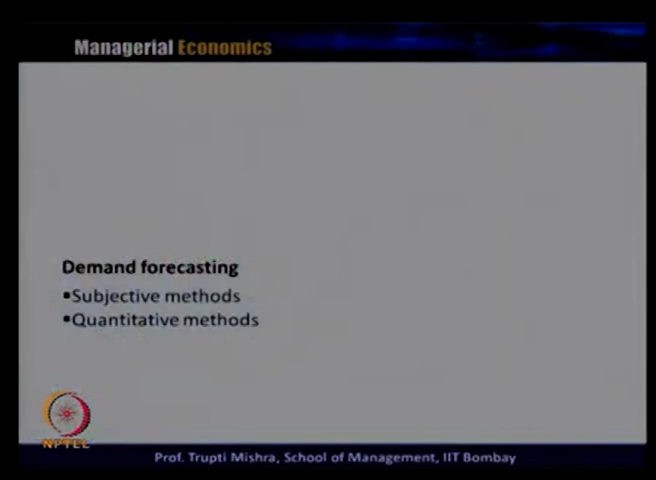 Managerial Economics
Demand forecasting
▪Subjective methods
▪Quantitative methods
NPTEL
Prof. Trupti Mishra, School of Management, IIT Bombay